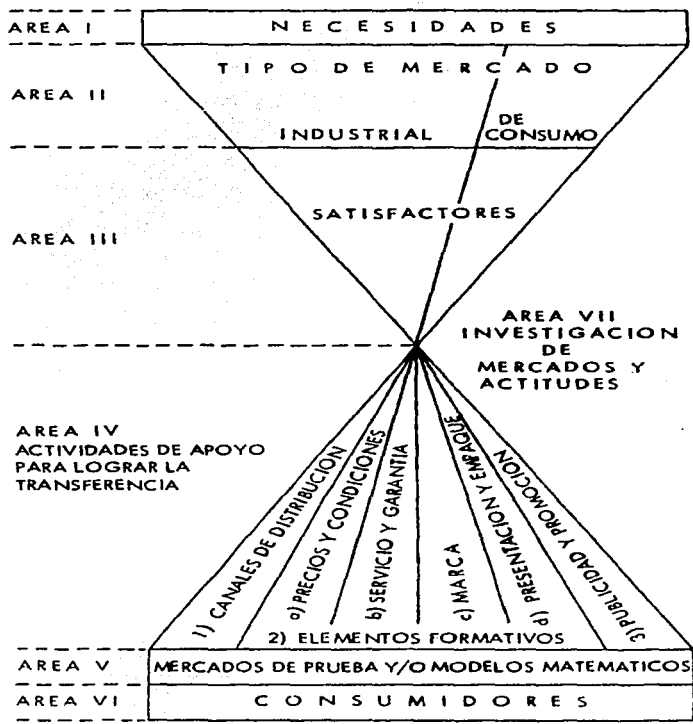 AREA I
NECESIDADES
TIPO DE MERCADO
AREA II
INDUSTRIAL
DE
CONSUMO
SATISFACTORES
AREA III
AREA VII
INVESTIGACION
DE
MERCADOS Y
ACTITUDES
AREA IV
ACTIVIDADES DE APOYO
PARA LOGRAR LA
TRANSFERENCIA
1) CANALES DE DISTRIBUCION
a) PRECIOS Y CONDICIONES
b) SERVICIO Y GARANTIA
c) MARCA
d) PRESENTACION Y EMPAQUE
3) PUBLICIDAD Y PROMOCION
2) ELEMENTOS FORMATIVOS
AREA V
MERCADOS DE PRUEBA Y/O MODELOS MATEMATICOS
AREA VI
CONSUMIDORES